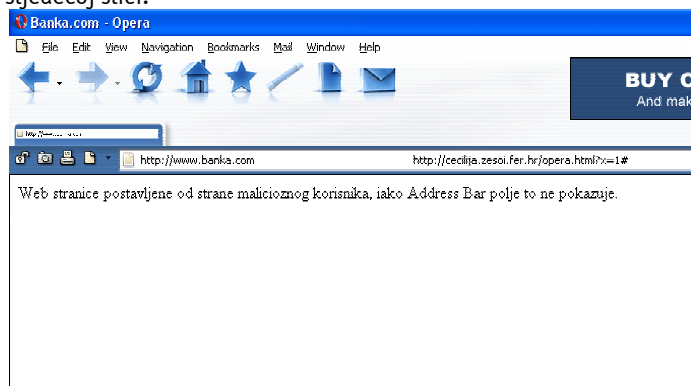 Banka.com - Opera
File Edit View Navigation Bookmarks Mail Window Help
BUY
And mak
http://www.banka.com http://cecilija.zesoi.fer.hr/opera.html?x=1#
Web stranice postavljene od strane malicioznog korisnika, iako Address Bar polje to ne pokazuje.